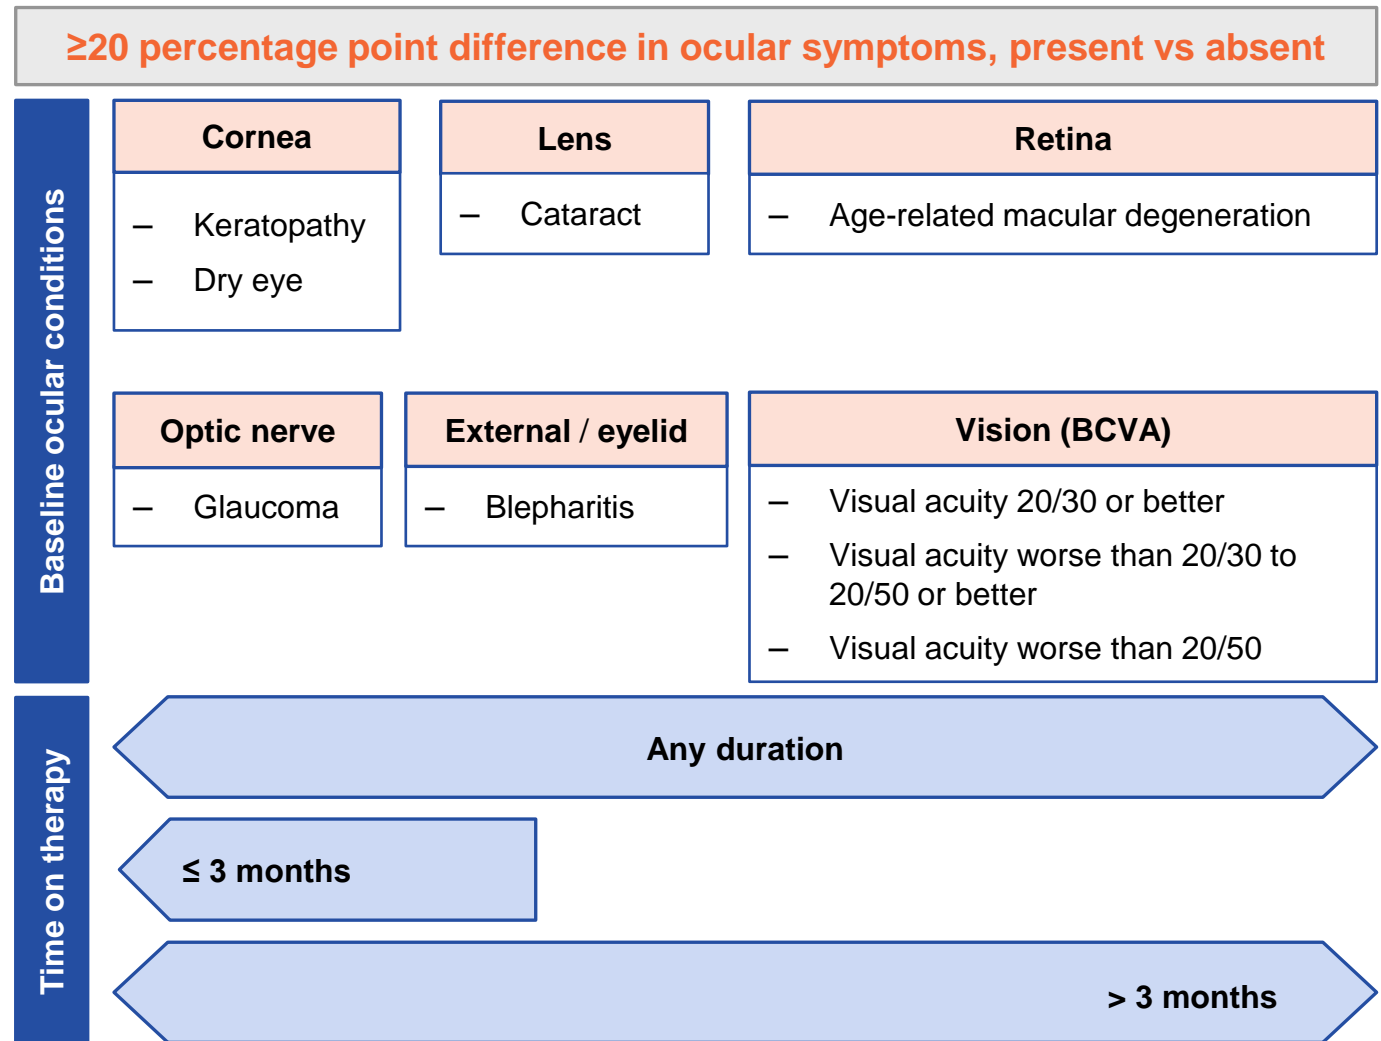 ≥20 percentage point difference in ocular symptoms, present vs absent
Baseline ocular conditions
Cornea
– Keratopathy
– Dry eye
Lens
– Cataract
Retina
– Age-related macular degeneration
Optic nerve
– Glaucoma
External / eyelid
– Blepharitis
Vision (BCVA)
– Visual acuity 20/30 or better
– Visual acuity worse than 20/30 to
20/50 or better
– Visual acuity worse than 20/50
Time on therapy
Any duration
≤ 3 months
> 3 months